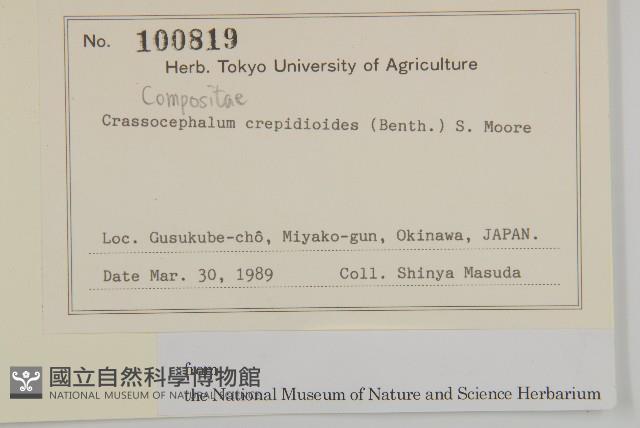 No. 100819
Herb. Tokyo University of Agriculture
Compositae
Crassocephalum crepidioides (Benth.) S. Moore
Loc. Gusukube-chô, Miyako-gun, Okinawa, JAPAN.
Date Mar. 30, 1989 Coll. Shinya Masuda
from
the National Museum of Nature and Science Herbarium
國立自然科學博物館
NATIONAL MUSEUM OF NATURAL SCIENCE